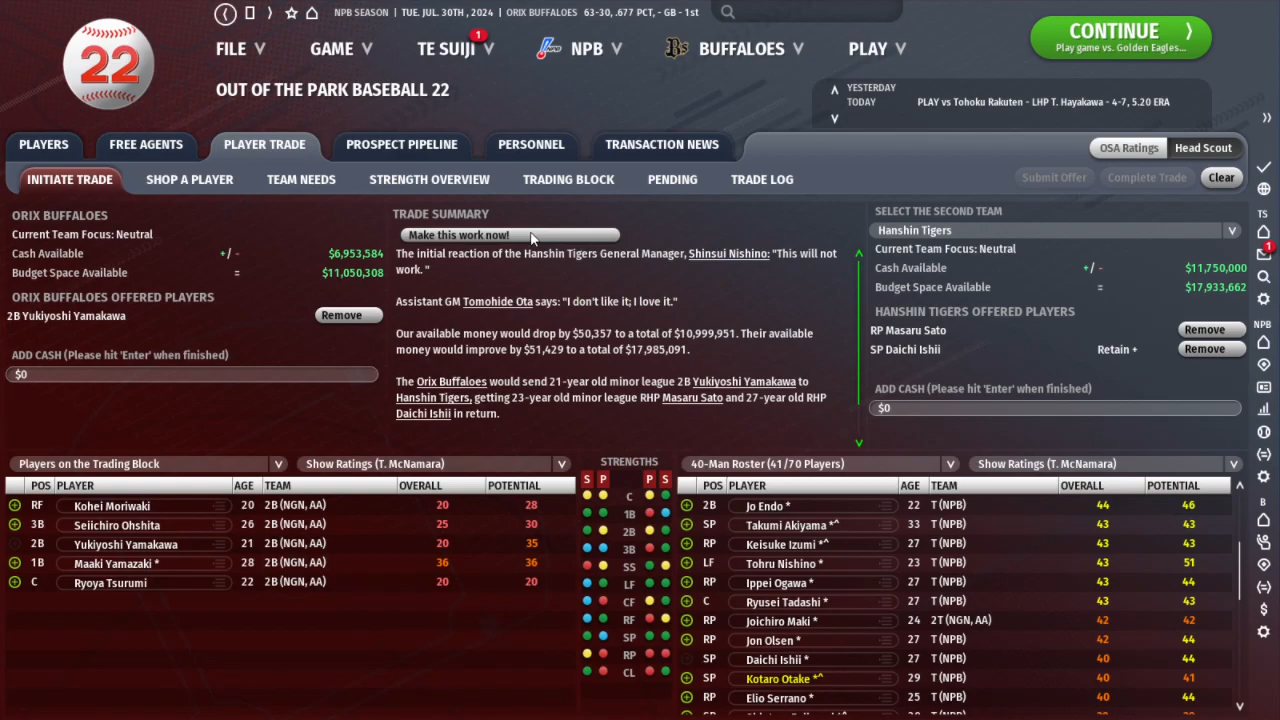 NPB SEASON | TUE. JUL. 30TH , 2024 | ORIX BUFFALOES 63-30, .677 PCT, - GB - 1st
22
FILE GAME TE SUIJI 1 NPB BUFFALOES PLAY
CONTINUE
Play game vs. Golden Eagles...
OUT OF THE PARK BASEBALL 22
YESTERDAY
TODAY PLAY vs Tohoku Rakuten - LHP T. Hayakawa - 4-7, 5.20 ERA
PLAYERS FREE AGENTS PLAYER TRADE PROSPECT PIPELINE PERSONNEL TRANSACTION NEWS OSA Ratings Head Scout
INITIATE TRADE SHOP A PLAYER TEAM NEEDS STRENGTH OVERVIEW TRADING BLOCK PENDING TRADE LOG Submit Offer Complete Trade Clear
ORIX BUFFALOES
Current Team Focus: Neutral
Cash Available +/- $6,953,584
Budget Space Available = $11,050,308
ORIX BUFFALOES OFFERED PLAYERS
2B Yukiyoshi Yamakawa Remove
ADD CASH (Please hit 'Enter' when finished)
$0
TRADE SUMMARY
Make this work now!
The initial reaction of the Hanshin Tigers General Manager, Shinsui Nishino: "This will not
work. "
Assistant GM Tomohide Ota says: "I don't like it; I love it."
Our available money would drop by $50,357 to a total of $10,999,951. Their available
money would improve by $51,429 to a total of $17,985,091.
The Orix Buffaloes would send 21-year old minor league 2B Yukiyoshi Yamakawa to
Hanshin Tigers, getting 23-year old minor league RHP Masaru Sato and 27-year old RHP
Daichi Ishii in return.
SELECT THE SECOND TEAM
Hanshin Tigers
Current Team Focus: Neutral
Cash Available +/- $11,750,000
Budget Space Available = $17,933,662
HANSHIN TIGERS OFFERED PLAYERS
RP Masaru Sato Remove
SP Daichi Ishii Retain + Remove
ADD CASH (Please hit 'Enter' when finished)
$0
TS
1
NPB
B
Players on the Trading Block Show Ratings (T. McNamara)
POS PLAYER AGE TEAM OVERALL POTENTIAL
RF Kohei Moriwaki 20 2B (NGN, AA) 20 28
3B Seiichiro Ohshita 26 2B (NGN, AA) 25 30
2B Yukiyoshi Yamakawa 21 2B (NGN, AA) 20 35
1B Maaki Yamazaki * 28 2B (NGN, AA) 36 36
C Ryoya Tsurumi 22 2B (NGN, AA) 20 20
STRENGTHS
S P P S
C
1B
2B
3B
SS
LF
CF
RF
SP
RP
CL
40-Man Roster (41/70 Players) Show Ratings (T. McNamara)
POS PLAYER AGE TEAM OVERALL POTENTIAL
2B Jo Endo * 22 T (NPB) 44 46
SP Takumi Akiyama *^ 33 T (NPB) 43 43
RP Keisuke Izumi *^ 27 T (NPB) 43 43
LF Tohru Nishino * 23 T (NPB) 43 51
RP Ippei Ogawa * 27 T (NPB) 43 44
C Ryusei Tadashi * 27 T (NPB) 43 43
RP Joichiro Maki * 24 2T (NGN, AA) 42 42
RP Jon Olsen * 27 T (NPB) 42 44
SP Daichi Ishii * 27 T (NPB) 40 44
SP Kotaro Otake *^ 29 T (NPB) 40 41
RP Elio Serrano * 25 T (NPB) 40 44